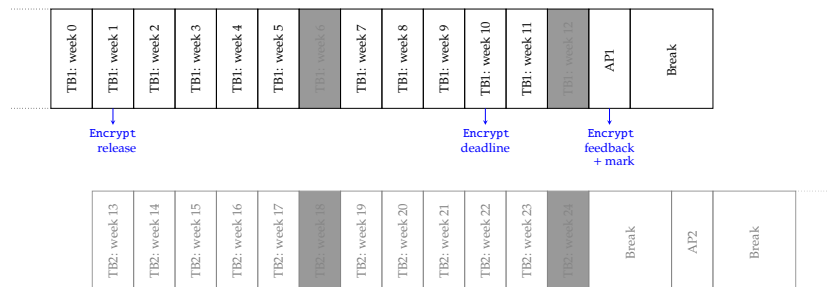 TB1: week 0
TB1: week 1
TB1: week 2
TB1: week 3
TB1: week 4
TB1: week 5
TB1: week 6
TB1: week 7
TB1: week 8
TB1: week 9
TB1: week 10
TB1: week 11
TB1: week 12
AP1
Break
Encrypt
release
Encrypt
deadline
Encrypt
feedback
+ mark
TB2: week 13
TB2: week 14
TB2: week 15
TB2: week 16
TB2: week 17
TB2: week 18
TB2: week 19
TB2: week 20
TB2: week 21
TB2: week 22
TB2: week 23
TB2: week 24
Break
AP2
Break